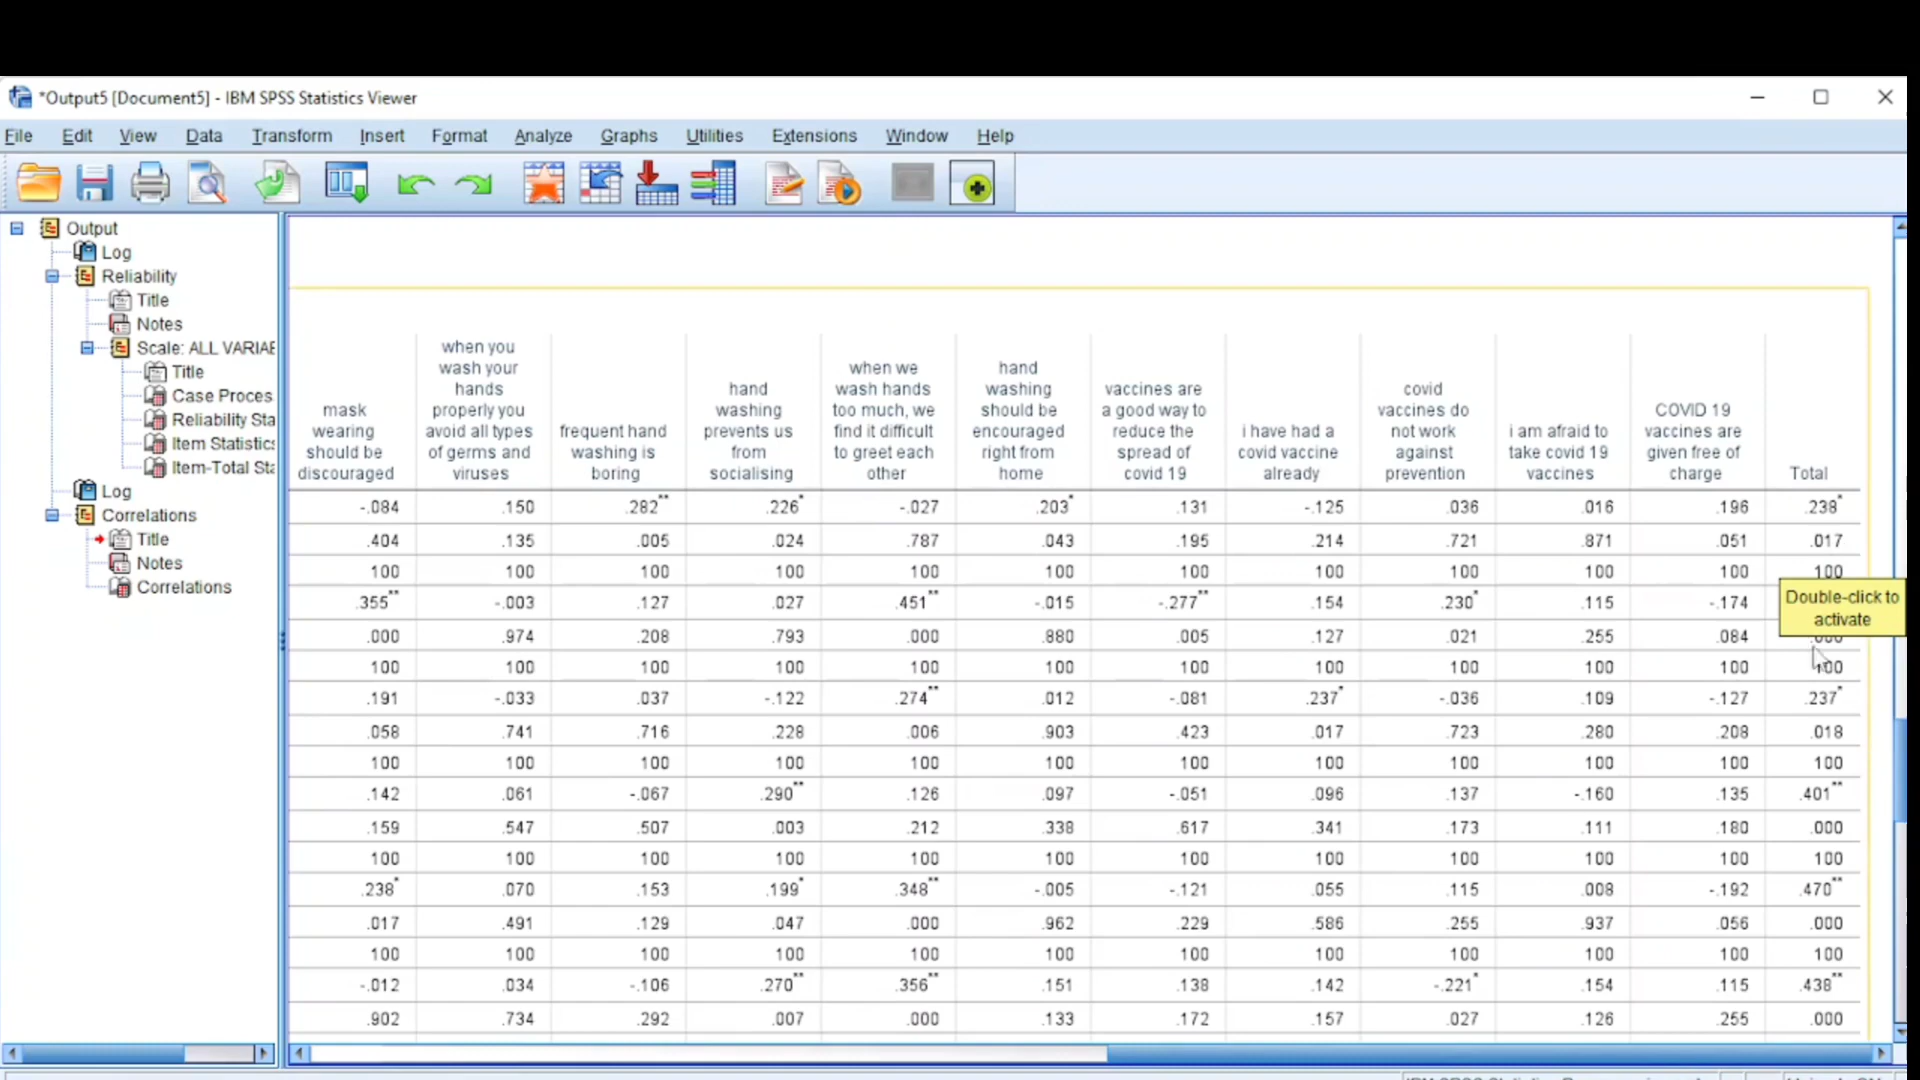 *Output5 [Document5] - IBM SPSS Statistics Viewer
File Edit View Data Transform Insert Format Analyze Graphs Utilities Extensions Window Help
Output
Log
Reliability
Title
Notes
Scale: ALL VARIAE
Title
Case Proces
Reliability Sta
Item Statistics
Item-Total Sta
Log
Correlations
Title
Notes
Correlations
mask
wearing
should be
discouraged
when you
wash your
hands
properly you
avoid all types
of germs and
viruses
frequent hand
washing is
boring
hand
washing
prevents us
from
socialising
when we
wash hands
too much, we
find it difficult
to greet each
other
hand
washing
should be
encouraged
right from
home
vaccines are
a good way to
reduce the
spread of
covid 19
i have had a
covid vaccine
already
covid
vaccines do
not work
against
prevention
i am afraid to
take covid 19
vaccines
COVID 19
vaccines are
given free of
charge
Total
-.084 .150 .282** .226* -.027 .203* .131 -.125 .036 .016 .196 .238*
.404 .135 .005 .024 .787 .043 .195 .214 .721 .871 .051 .017
100 100 100 100 100 100 100 100 100 100 100 100
.355** -.003 .127 .027 .451** -.015 -.277** .154 .230* .115 -.174
.000 .974 .208 .793 .000 .880 .005 .127 .021 .255 .084 .000
100 100 100 100 100 100 100 100 100 100 100 100
.191 -.033 .037 -.122 .274** .012 -.081 .237* -.036 .109 -.127 .237*
.058 .741 .716 .228 .006 .903 .423 .017 .723 .280 .208 .018
100 100 100 100 100 100 100 100 100 100 100 100
.142 .061 -.067 .290** .126 .097 -.051 .096 .137 -.160 .135 .401**
.159 .547 .507 .003 .212 .338 .617 .341 .173 .111 .180 .000
100 100 100 100 100 100 100 100 100 100 100 100
.238* .070 .153 .199* .348** -.005 -.121 .055 .115 .008 -.192 .470**
.017 .491 .129 .047 .000 .962 .229 .586 .255 .937 .056 .000
100 100 100 100 100 100 100 100 100 100 100 100
-.012 .034 -.106 .270** .356** .151 .138 .142 -.221* .154 .115 .438**
.902 .734 .292 .007 .000 .133 .172 .157 .027 .126 .255 .000
Double-click to
activate